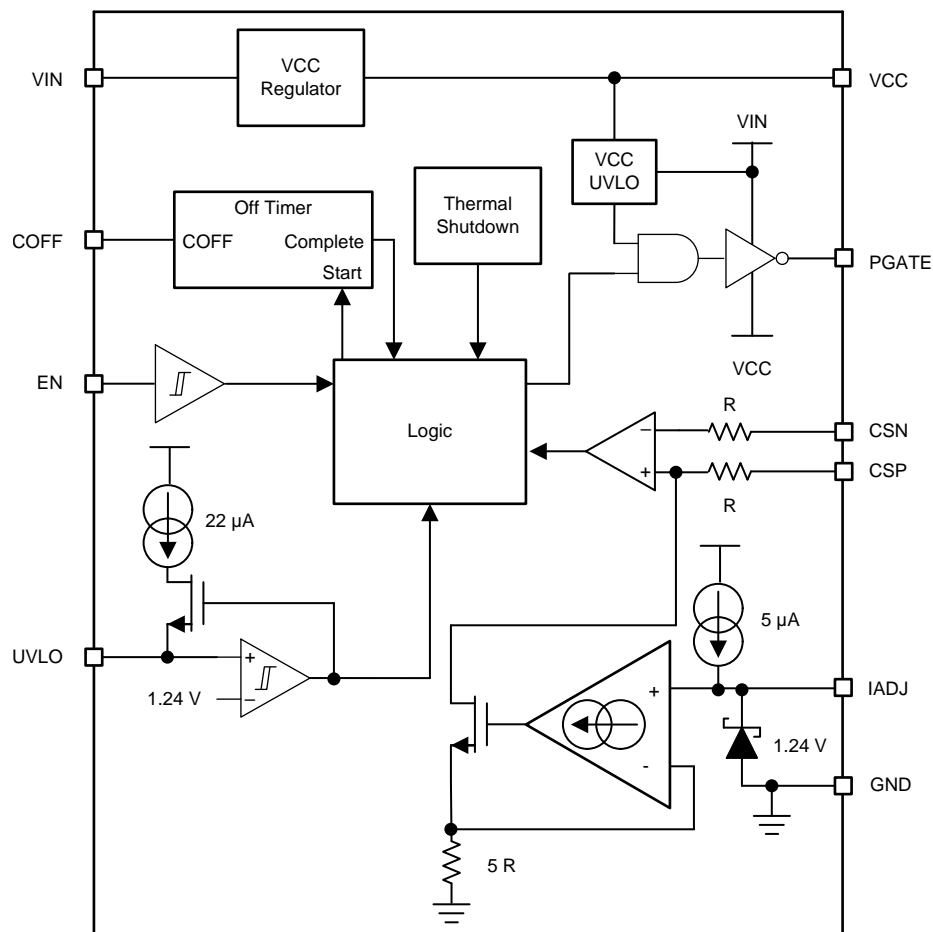 VIN
VCC
Regulator
VCC
VIN
VCC
UVLO
Off Timer
COFF
COFF
Complete
Start
Thermal
Shutdown
PGATE
VCC
EN
Logic
R
CSN
CSP
R
−
+
22 µA
5 µA
UVLO
+
1.24 V
−
+
IADJ
1.24 V
-
GND
5 R